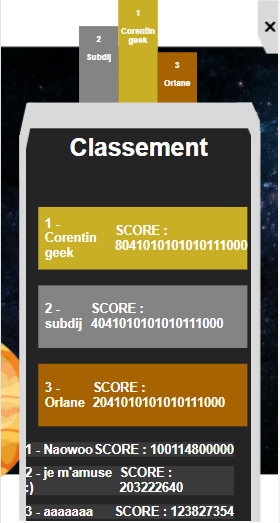 1
Corentin
geek
2
Subdij
3
Orlane
×
Classement
1 -
Corentin
geek
SCORE :
8041010101010111000
2 -
subdij
SCORE :
4041010101010111000
3 -
Orlane
SCORE :
2041010101010111000
1 - Naowoo SCORE : 100114800000
2 - je m'amuse
:)
SCORE :
203222640
3 - aaaaaaa SCORE : 123827354